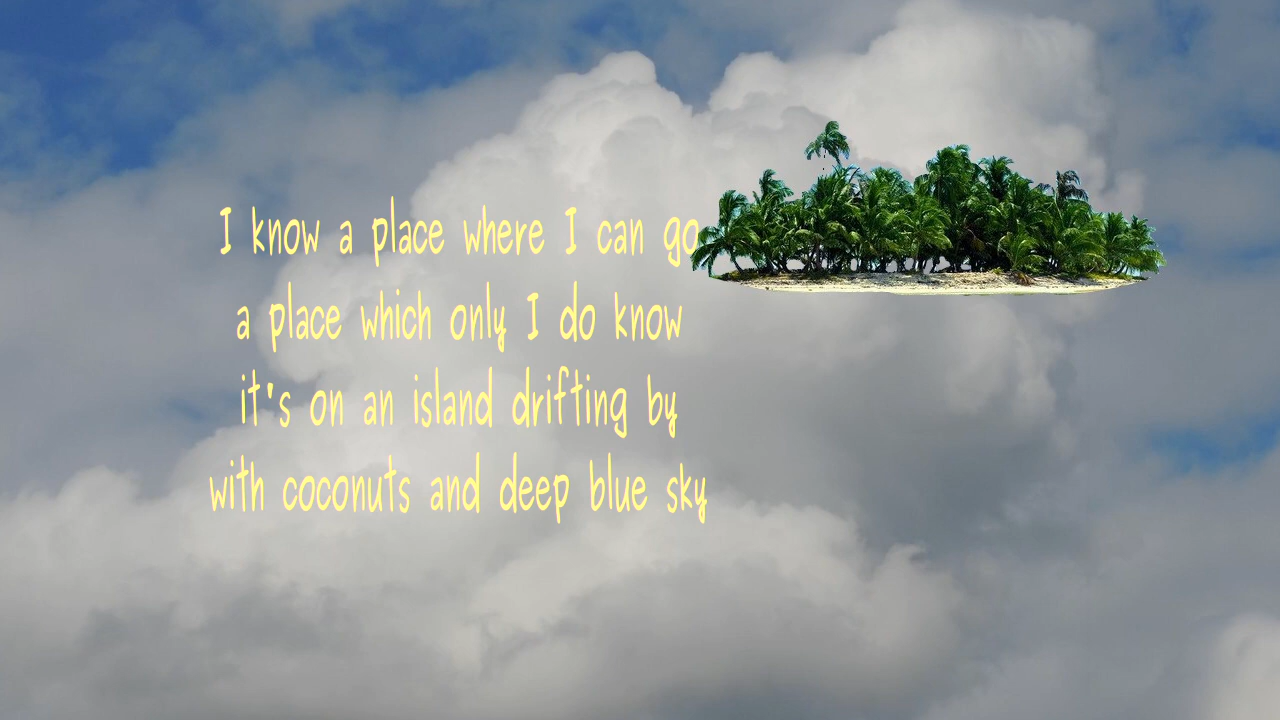 I know a place where I can go
a place which only I do know
it's on an island drifting by
with coconuts and deep blue sky